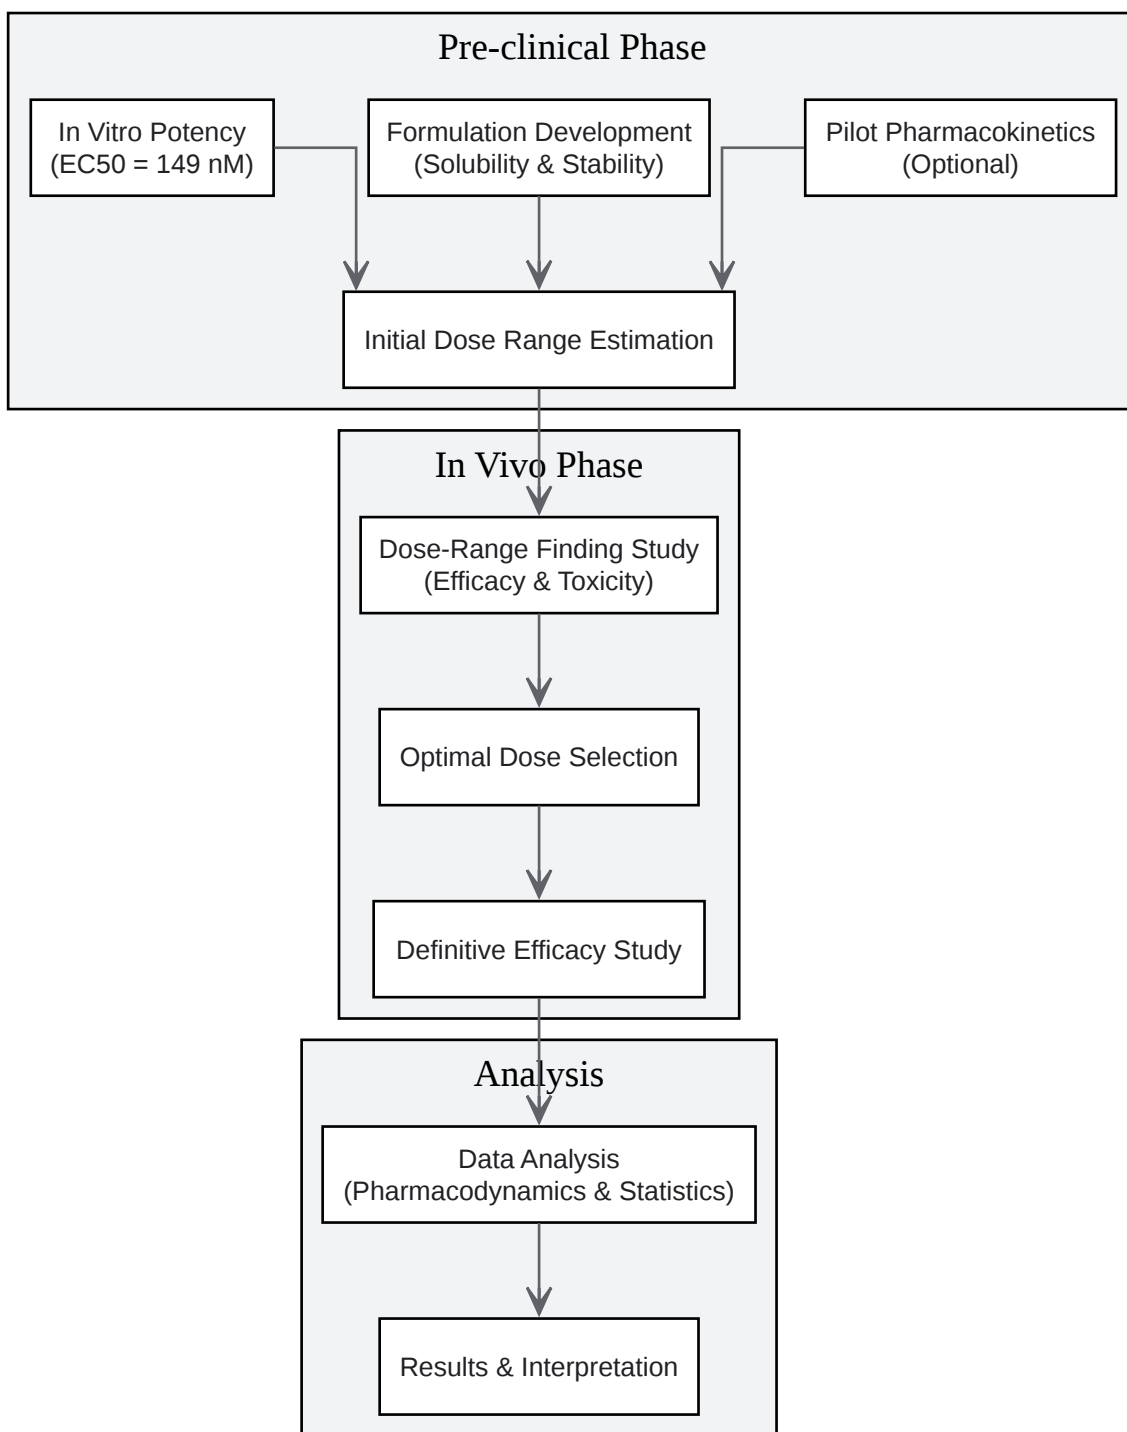 Pre-clinical Phase
In Vitro Potency
(EC50 = 149 nM)
Formulation Development
(Solubility & Stability)
Pilot Pharmacokinetics
(Optional)
Initial Dose Range Estimation
In Vivo Phase
Dose-Range Finding Study
(Efficacy & Toxicity)
Optimal Dose Selection
Definitive Efficacy Study
Analysis
Data Analysis
(Pharmacodynamics & Statistics)
Results & Interpretation